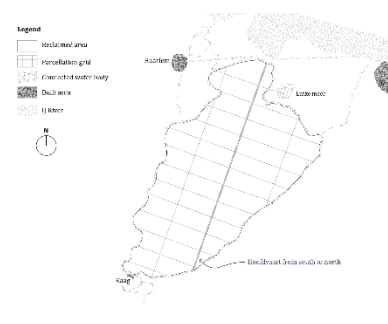 Legend
Reclaimed area
Parcellation grid
Connected water body
Built area
IJ River
N
Haarlem
Lutkemeer
Hoofdvaart from south to north
Kaag